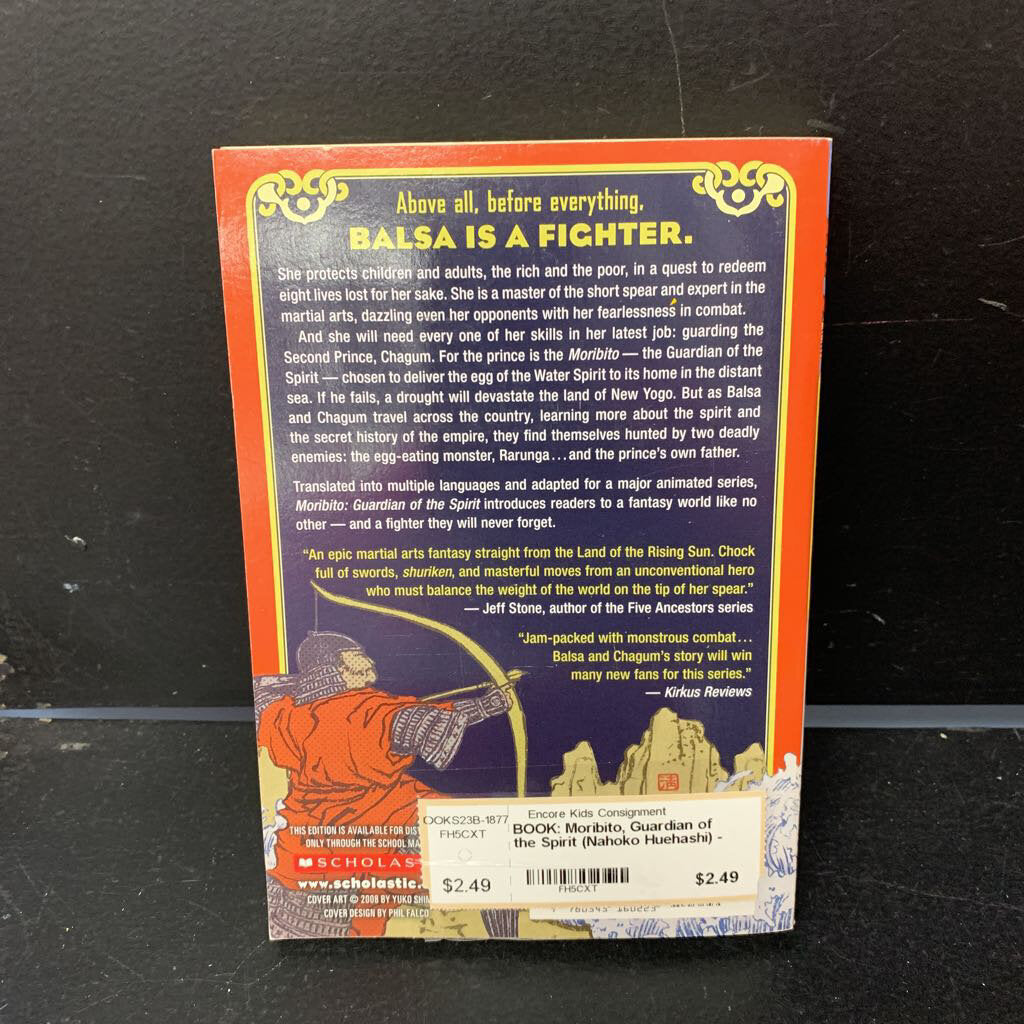 Above all, before everything,
BALSA IS A FIGHTER.
She protects children and adults, the rich and the poor, in a quest to redeem
eight lives lost for her sake. She is a master of the short spear and expert in the
martial arts, dazzling even her opponents with her fearlessness in combat.
And she will need every one of her skills in her latest job: guarding the
Second Prince, Chagum. For the prince is the Moribito — the Guardian of the
Spirit — chosen to deliver the egg of the Water Spirit to its home in the distant
sea. If he fails, a drought will devastate the land of New Yogo. But as Balsa
and Chagum travel across the country, learning more about the spirit and
the secret history of the empire, they find themselves hunted by two deadly
enemies: the egg-eating monster, Rarunga...and the prince's own father.
Translated into multiple languages and adapted for a major animated series,
Moribito: Guardian of the Spirit introduces readers to a fantasy world like no
other — and a fighter they will never forget.
“An epic martial arts fantasy straight from the Land of the Rising Sun. Chock
full of swords, shuriken, and masterful moves from an unconventional hero
who must balance the weight of the world on the tip of her spear.”
— Jeff Stone, author of the Five Ancestors series
“Jam-packed with monstrous combat...
Balsa and Chagum's story will win
many new fans for this series.”
— Kirkus Reviews
THIS EDITION IS AVAILABLE FOR
ONLY THROUGH THE SCHOOL
SCHOLAS
www.scholastic.
COVER ART © 2008 BY YUKO
COVER DESIGN BY PHIL FALCO
OOKS23B-1877
FH5CXT
$2.49
Encore Kids Consignment
BOOK: Moribito, Guardian of
the Spirit (Nahoko Huehashi) -
FH5CXT
$2.49